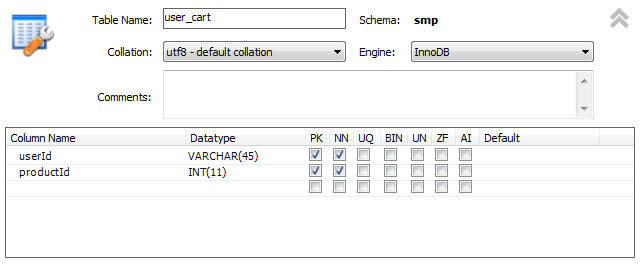 Table Name: user_cart Schema: smp
Collation: utf8 - default collation Engine: InnoDB
Comments:
Column Name Datatype PK NN UQ BIN UN ZF AI Default
userId VARCHAR(45)
productId INT(11)